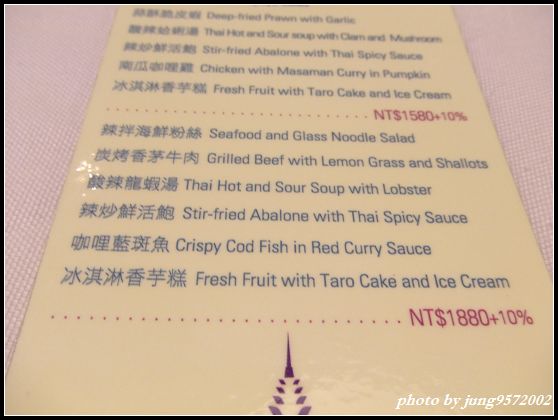 蒜酥脆皮蝦 Deep-fried Prawn with Garlic
酸辣蛤蜊湯 Thai Hot and Sour soup with Clam and Mushroom
辣炒鮮活鮑 Stir-fried Abalone with Thai Spicy Sauce
南瓜咖哩雞 Chicken with Masaman Curry in Pumpkin
冰淇淋香芋糕 Fresh Fruit with Taro Cake and Ice Cream
NT$1580+10%
辣拌海鮮粉絲 Seafood and Glass Noodle Salad
炭烤香茅牛肉 Grilled Beef with Lemon Grass and Shallots
酸辣龍蝦湯 Thai Hot and Sour Soup with Lobster
辣炒鮮活鮑 Stir-fried Abalone with Thai Spicy Sauce
咖哩藍斑魚 Crispy Cod Fish in Red Curry Sauce
冰淇淋香芋糕 Fresh Fruit with Taro Cake and Ice Cream
NT$1880+10%
photo by jung9572002